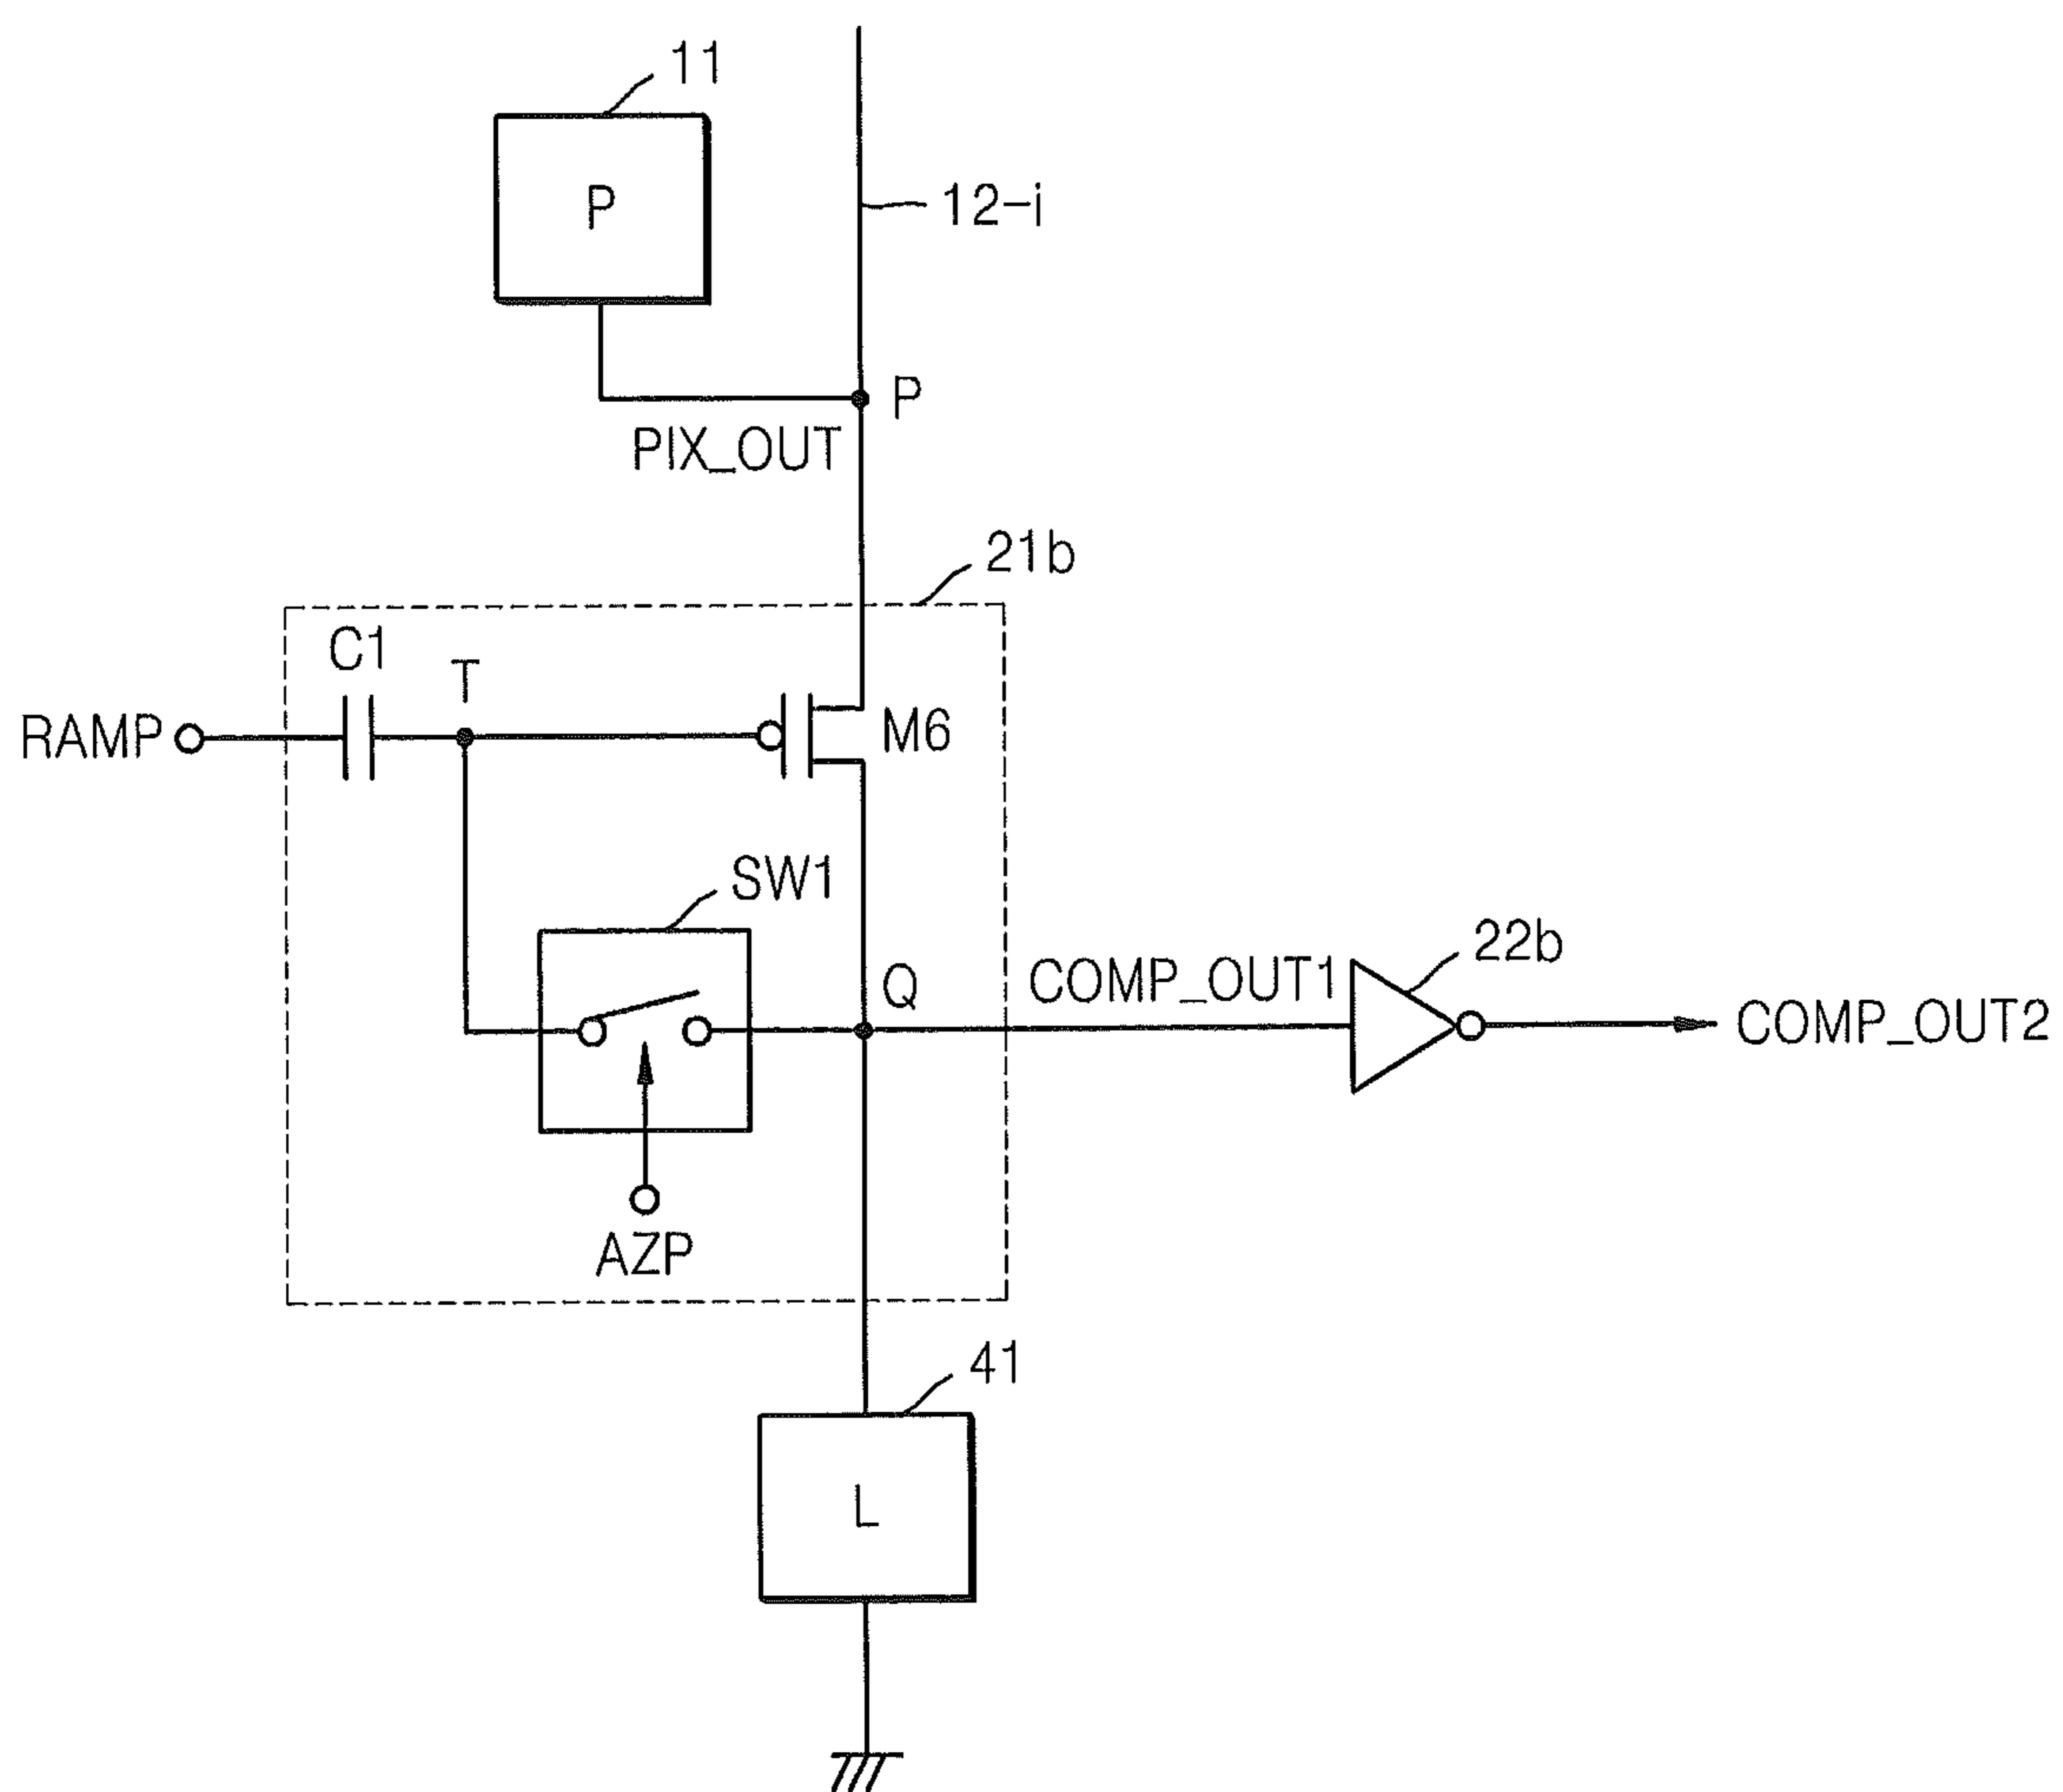 11
P
12-i
P
PIX_OUT
21b
C1
T
RAMP
M6
SW1
Q
COMP_OUT1
22b
COMP_OUT2
AZP
41
L